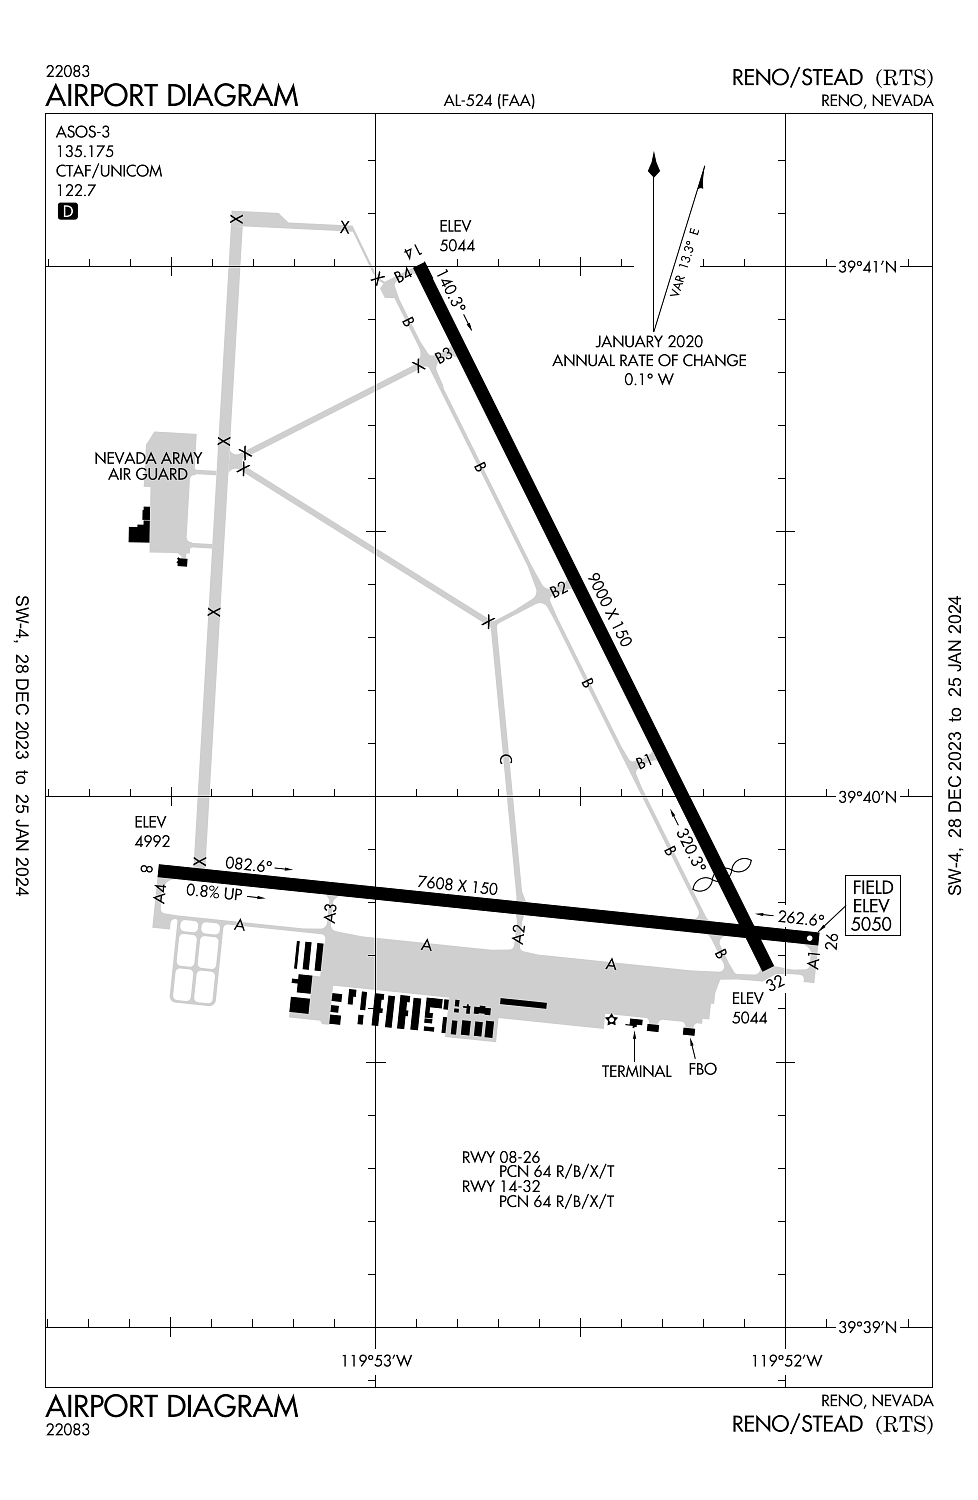 22083
AIRPORT DIAGRAM
AL-524 (FAA)
RENO/STEAD (RTS)
RENO, NEVADA
ASOS-3
135.175
CTAF/UNICOM
122.7
D
X
X
ELEV
5044
14
VAR 13.3° E
39°41'N
X
B4
140.3°
B
JANUARY 2020
ANNUAL RATE OF CHANGE
0.1° W
B3
X
X
X
X
NEVADA ARMY
AIR GUARD
B
B2
9000 X 150
X
X
B
C
B1
39°40'N
ELEV
4992
8
X
082.6°
0.8% UP
7608 X 150
B
320.3°
A4
A3
A2
A
A
A
B
262.6°
FIELD
ELEV
5050
26
A1
32
ELEV
5044
TERMINAL
FBO
RWY 08-26
PCN 64 R/B/X/T
RWY 14-32
PCN 64 R/B/X/T
39°39'N
119°53'W
119°52'W
SW-4, 28 DEC 2023 to 25 JAN 2024
SW-4, 28 DEC 2023 to 25 JAN 2024
AIRPORT DIAGRAM
22083
RENO, NEVADA
RENO/STEAD (RTS)